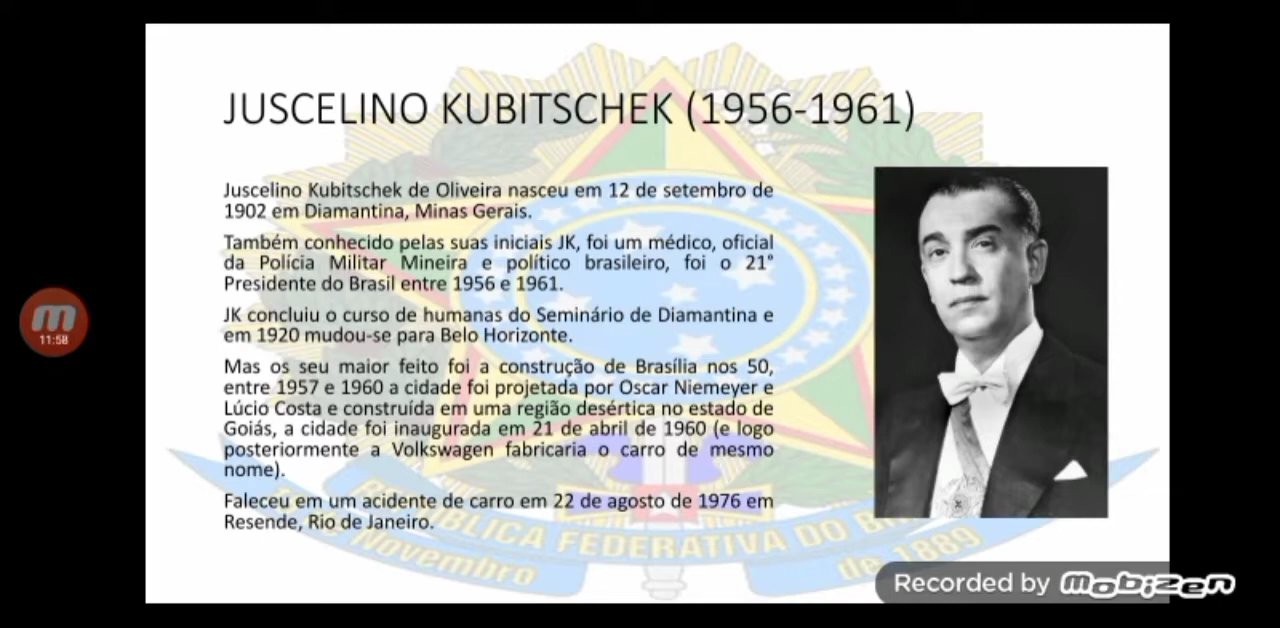 JUSCELINO KUBITSCHEK (1956-1961)
Juscelino Kubitschek de Oliveira nasceu em 12 de setembro de
1902 em Diamantina, Minas Gerais.
Também conhecido pelas suas iniciais JK, foi um médico, oficial
da Polícia Militar Mineira e político brasileiro, foi o 21°
Presidente do Brasil entre 1956 e 1961.
JK concluiu o curso de humanas do Seminário de Diamantina e
em 1920 mudou-se para Belo Horizonte.
Mas os seu maior feito foi a construção de Brasília nos 50,
entre 1957 e 1960 a cidade foi projetada por Oscar Niemeyer e
Lúcio Costa e construída em uma região desértica no estado de
Goiás, a cidade foi inaugurada em 21 de abril de 1960 (e logo
posteriormente a Volkswagen fabricaria o carro de mesmo
nome).
Faleceu em um acidente de carro em 22 de agosto de 1976 em
Resende, Rio de Janeiro.
11:58
FEDERATIVA DO
Novembro
de 1889
Recorded by Mobizen